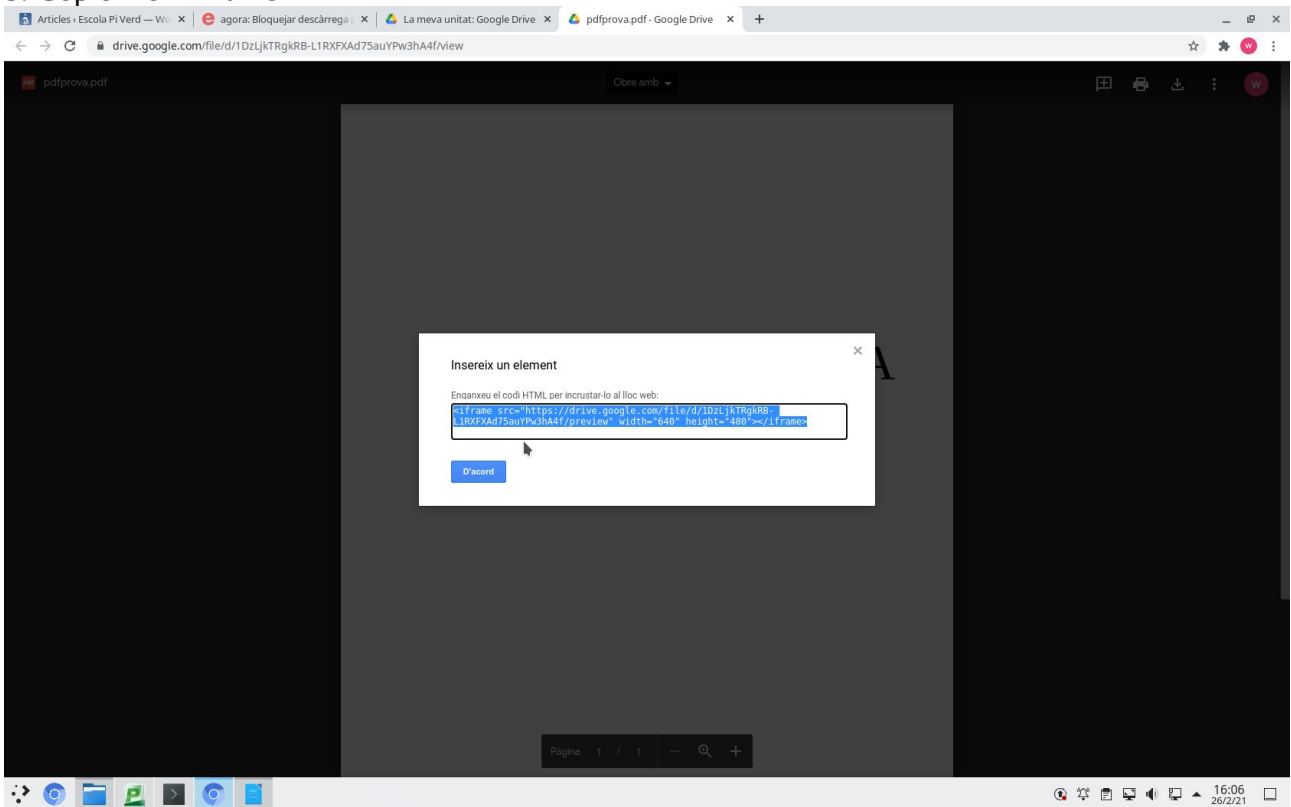 Articles ‹ Escola Pi Verd — Wo
agora: Bloquejar descàrrega
La meva unitat: Google Drive
pdfprova.pdf - Google Drive
drive.google.com/file/d/1DzLjkTRgkRB-L1RXFXAd75auYPw3hA4f/view
W
PDF pdfprova.pdf
Obre amb
W
A
Insereix un element
Enganxeu el codi HTML per incrustar-lo al lloc web:
<iframe src="https://drive.google.com/file/d/1DzLjkTRgkRB-
L1RXFXAd75auYPw3hA4f/preview" width="640" height="480"></iframe>
D'acord
Pàgina 1 / 1
16:06
26/2/21